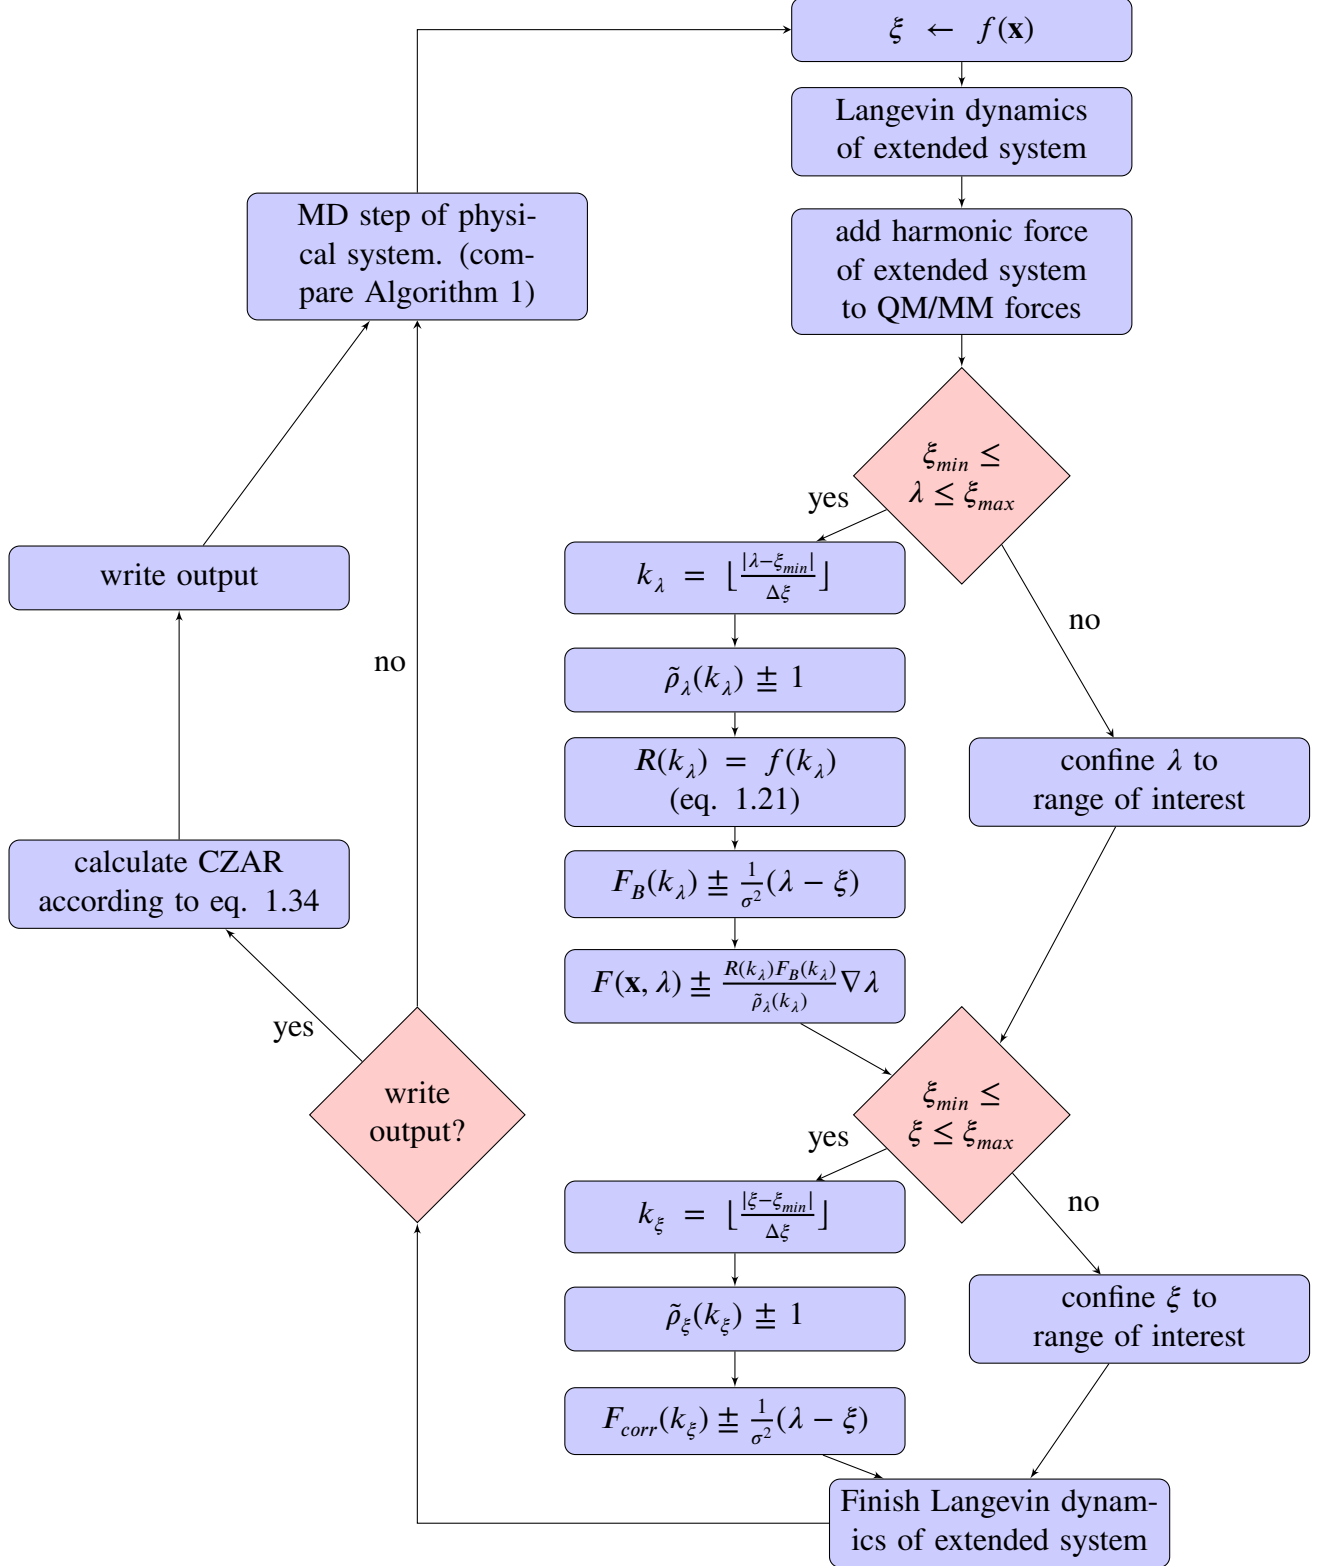 ξ ← f(x)
Langevin dynamics
of extended system
MD step of physi-
cal system. (com-
pare Algorithm 1)
add harmonic force
of extended system
to QM/MM forces
ξ_min ≤
λ ≤ ξ_max
yes
no
write output
k_λ = ⌊|λ−ξ_min|/Δξ⌋
ρ̃_λ(k_λ) ± 1
no
R(k_λ) = f(k_λ)
(eq. 1.21)
confine λ to
range of interest
calculate CZAR
according to eq. 1.34
F_B(k_λ) ± 1/σ²(λ − ξ)
F(x, λ) ± R(k_λ)F_B(k_λ)/ρ̃_λ(k_λ) ∇λ
yes
write
output?
ξ_min ≤
ξ ≤ ξ_max
yes
no
k_ξ = ⌊|ξ−ξ_min|/Δξ⌋
ρ̃_ξ(k_ξ) ± 1
confine ξ to
range of interest
F_corr(k_ξ) ± 1/σ²(λ − ξ)
Finish Langevin dynam-
ics of extended system